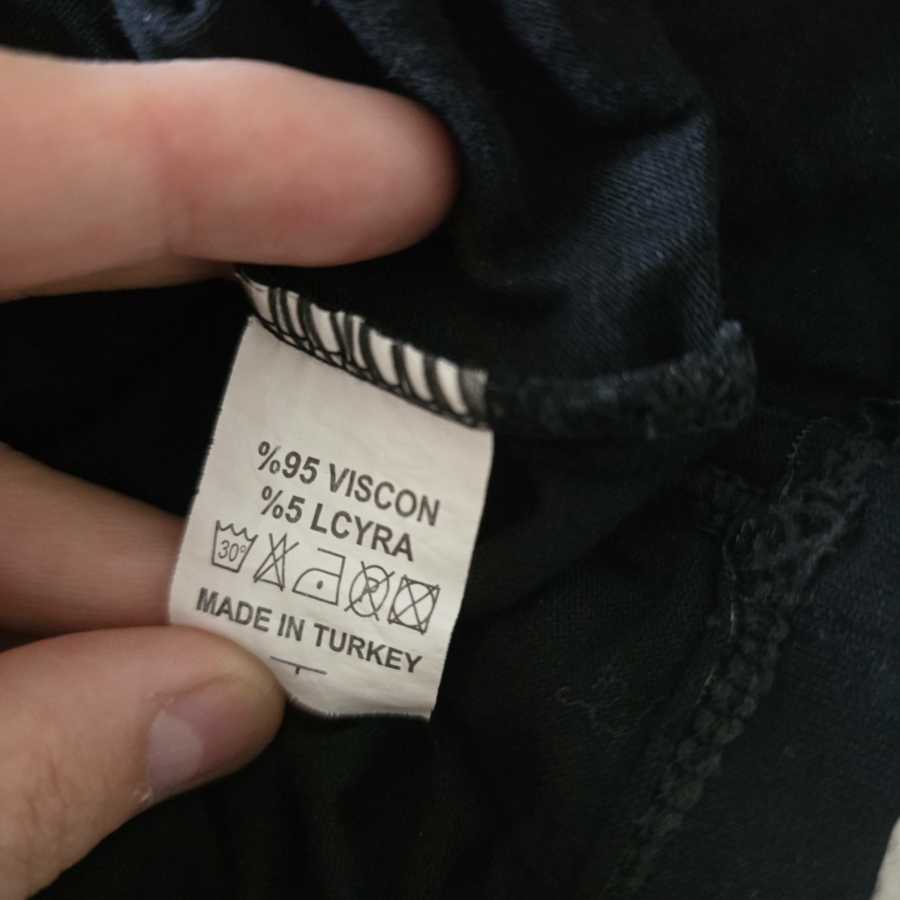 %95 VISCON
%5 LCYRA
30°
P
MADE IN TURKEY